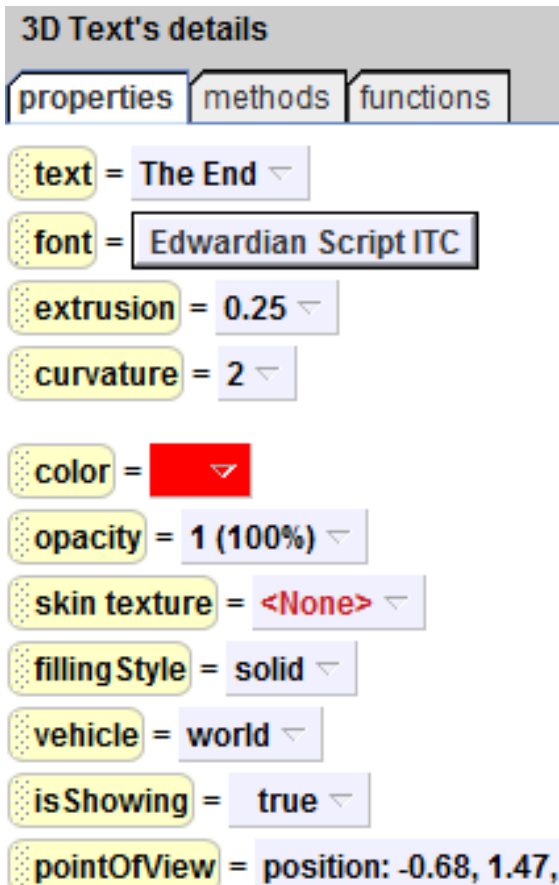 3D Text's details
properties methods functions
text = The End
font = Edwardian Script ITC
extrusion = 0.25
curvature = 2
color =
opacity = 1 (100%)
skin texture = <None>
fillingStyle = solid
vehicle = world
isShowing = true
pointOfView = position: -0.68, 1.47,